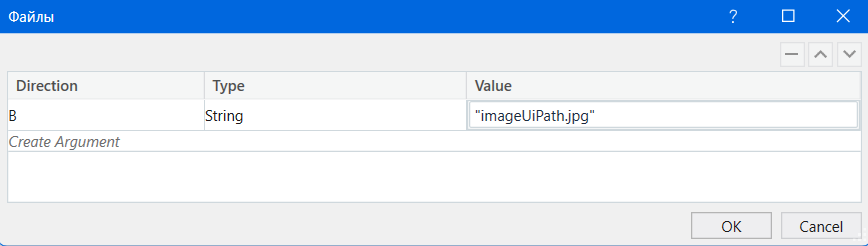 Файлы
Direction Type Value
В String "imageUiPath.jpg"
Create Argument
OK Cancel